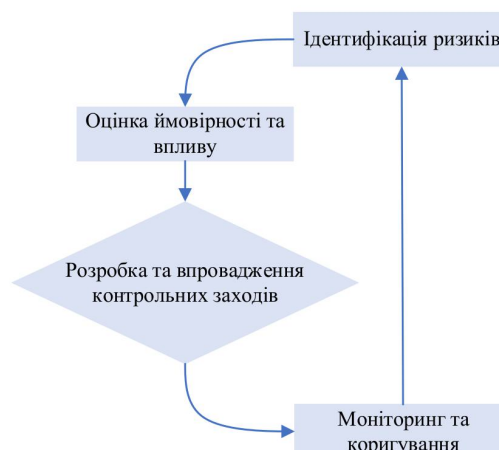 Ідентифікація ризиків
Оцінка ймовірності та
впливу
Розробка та впровадження
контрольних заходів
Моніторинг та
коригування